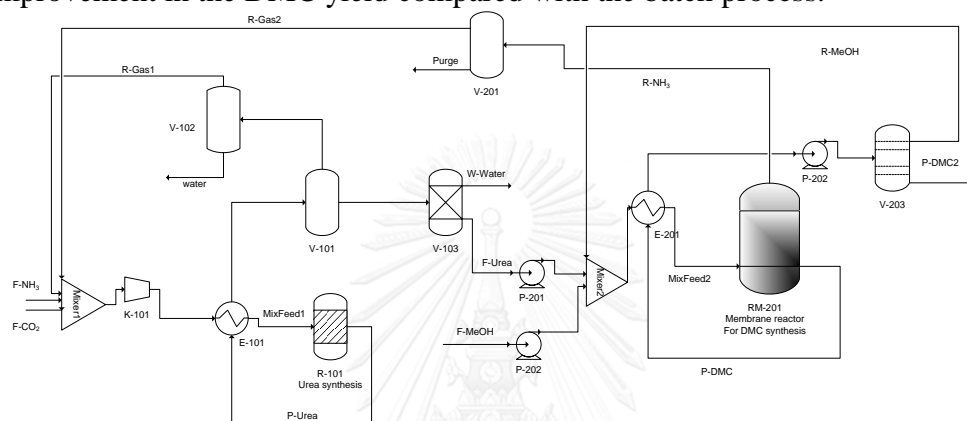 improvement in the DMC yield compared with the batch process.
R-Gas2
R-MeOH
Purge
V-201
R-Gas1
R-NH₃
V-102
water
V-101
W-Water
V-103
P-202
P-DMC2
V-203
F-NH₃
F-CO₂
Mixer1
K-101
E-101
MixFeed1
R-101
Urea synthesis
P-Urea
F-Urea
P-201
Mixer2
F-MeOH
P-202
E-201
MixFeed2
RM-201
Membrane reactor
For DMC synthesis
P-DMC